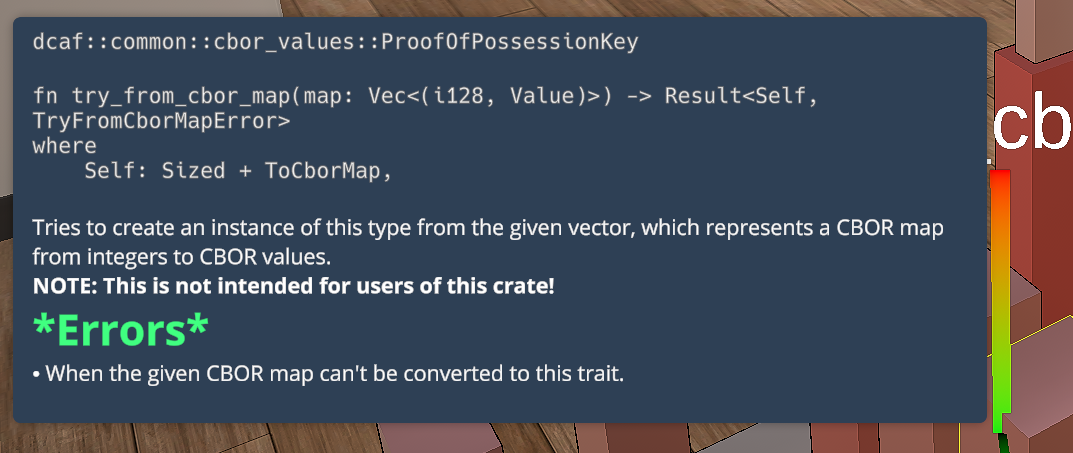 dcaf::common::cbor_values::ProofOfPossessionKey
fn try_from_cbor_map(map: Vec<(i128, Value)>) -> Result<Self,
TryFromCborMapError>
where
    Self: Sized + ToCborMap,
Tries to create an instance of this type from the given vector, which represents a CBOR map
from integers to CBOR values.
NOTE: This is not intended for users of this crate!
*Errors*
• When the given CBOR map can't be converted to this trait.
_cb